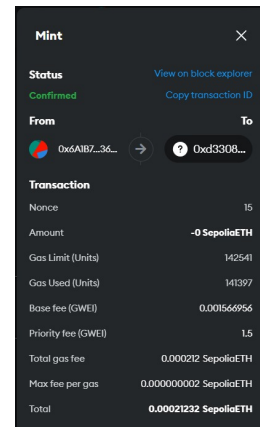 Mint
Status View on block explorer
Confirmed Copy transaction ID
From To
0x6A1B7...36... 0xd3308...
Transaction
Nonce 15
Amount -0 SepoliaETH
Gas Limit (Units) 142541
Gas Used (Units) 141397
Base fee (GWEI) 0.001566956
Priority fee (GWEI) 1.5
Total gas fee 0.000212 SepoliaETH
Max fee per gas 0.000000002 SepoliaETH
Total 0.00021232 SepoliaETH